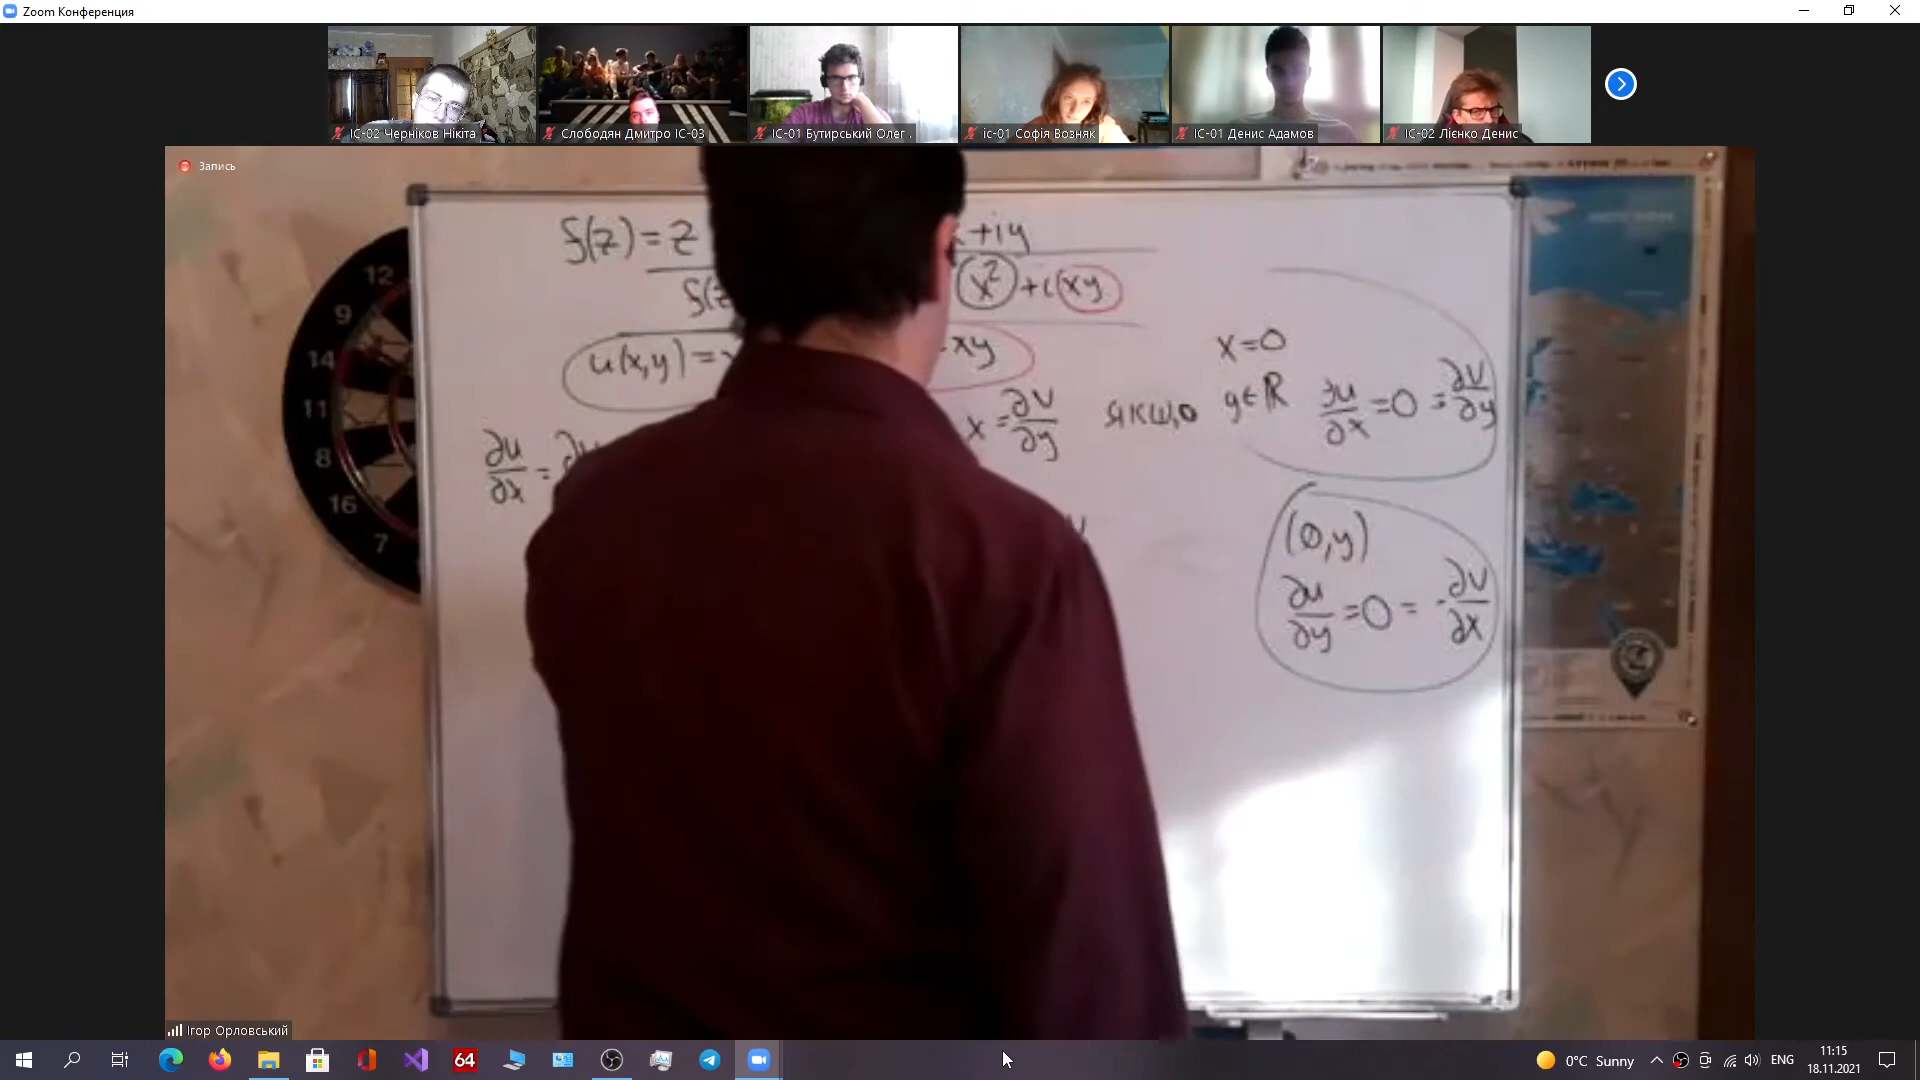 Zoom Конференция
ІС-02 Черніков Нікіта
Слободян Дмитро ІС-03
ІС-01 Бутирський Олег .
іс-01 Софія Возняк
ІС-01 Денис Адамов
ІС-02 Лієнко Денис
Запись
12
9
14
11
8
16
7
f(z) = z
+iy
f(z
x² + i xy
u(x,y) =
xy
x = 0
∂u/∂x =
x = ∂v/∂y
якщо
y∈ℝ
∂u/∂x = 0 = ∂v/∂y
(0,y)
∂u/∂y = 0 = -∂v/∂x
Ігор Орловський
64
0°C Sunny
ENG
11:15
18.11.2021